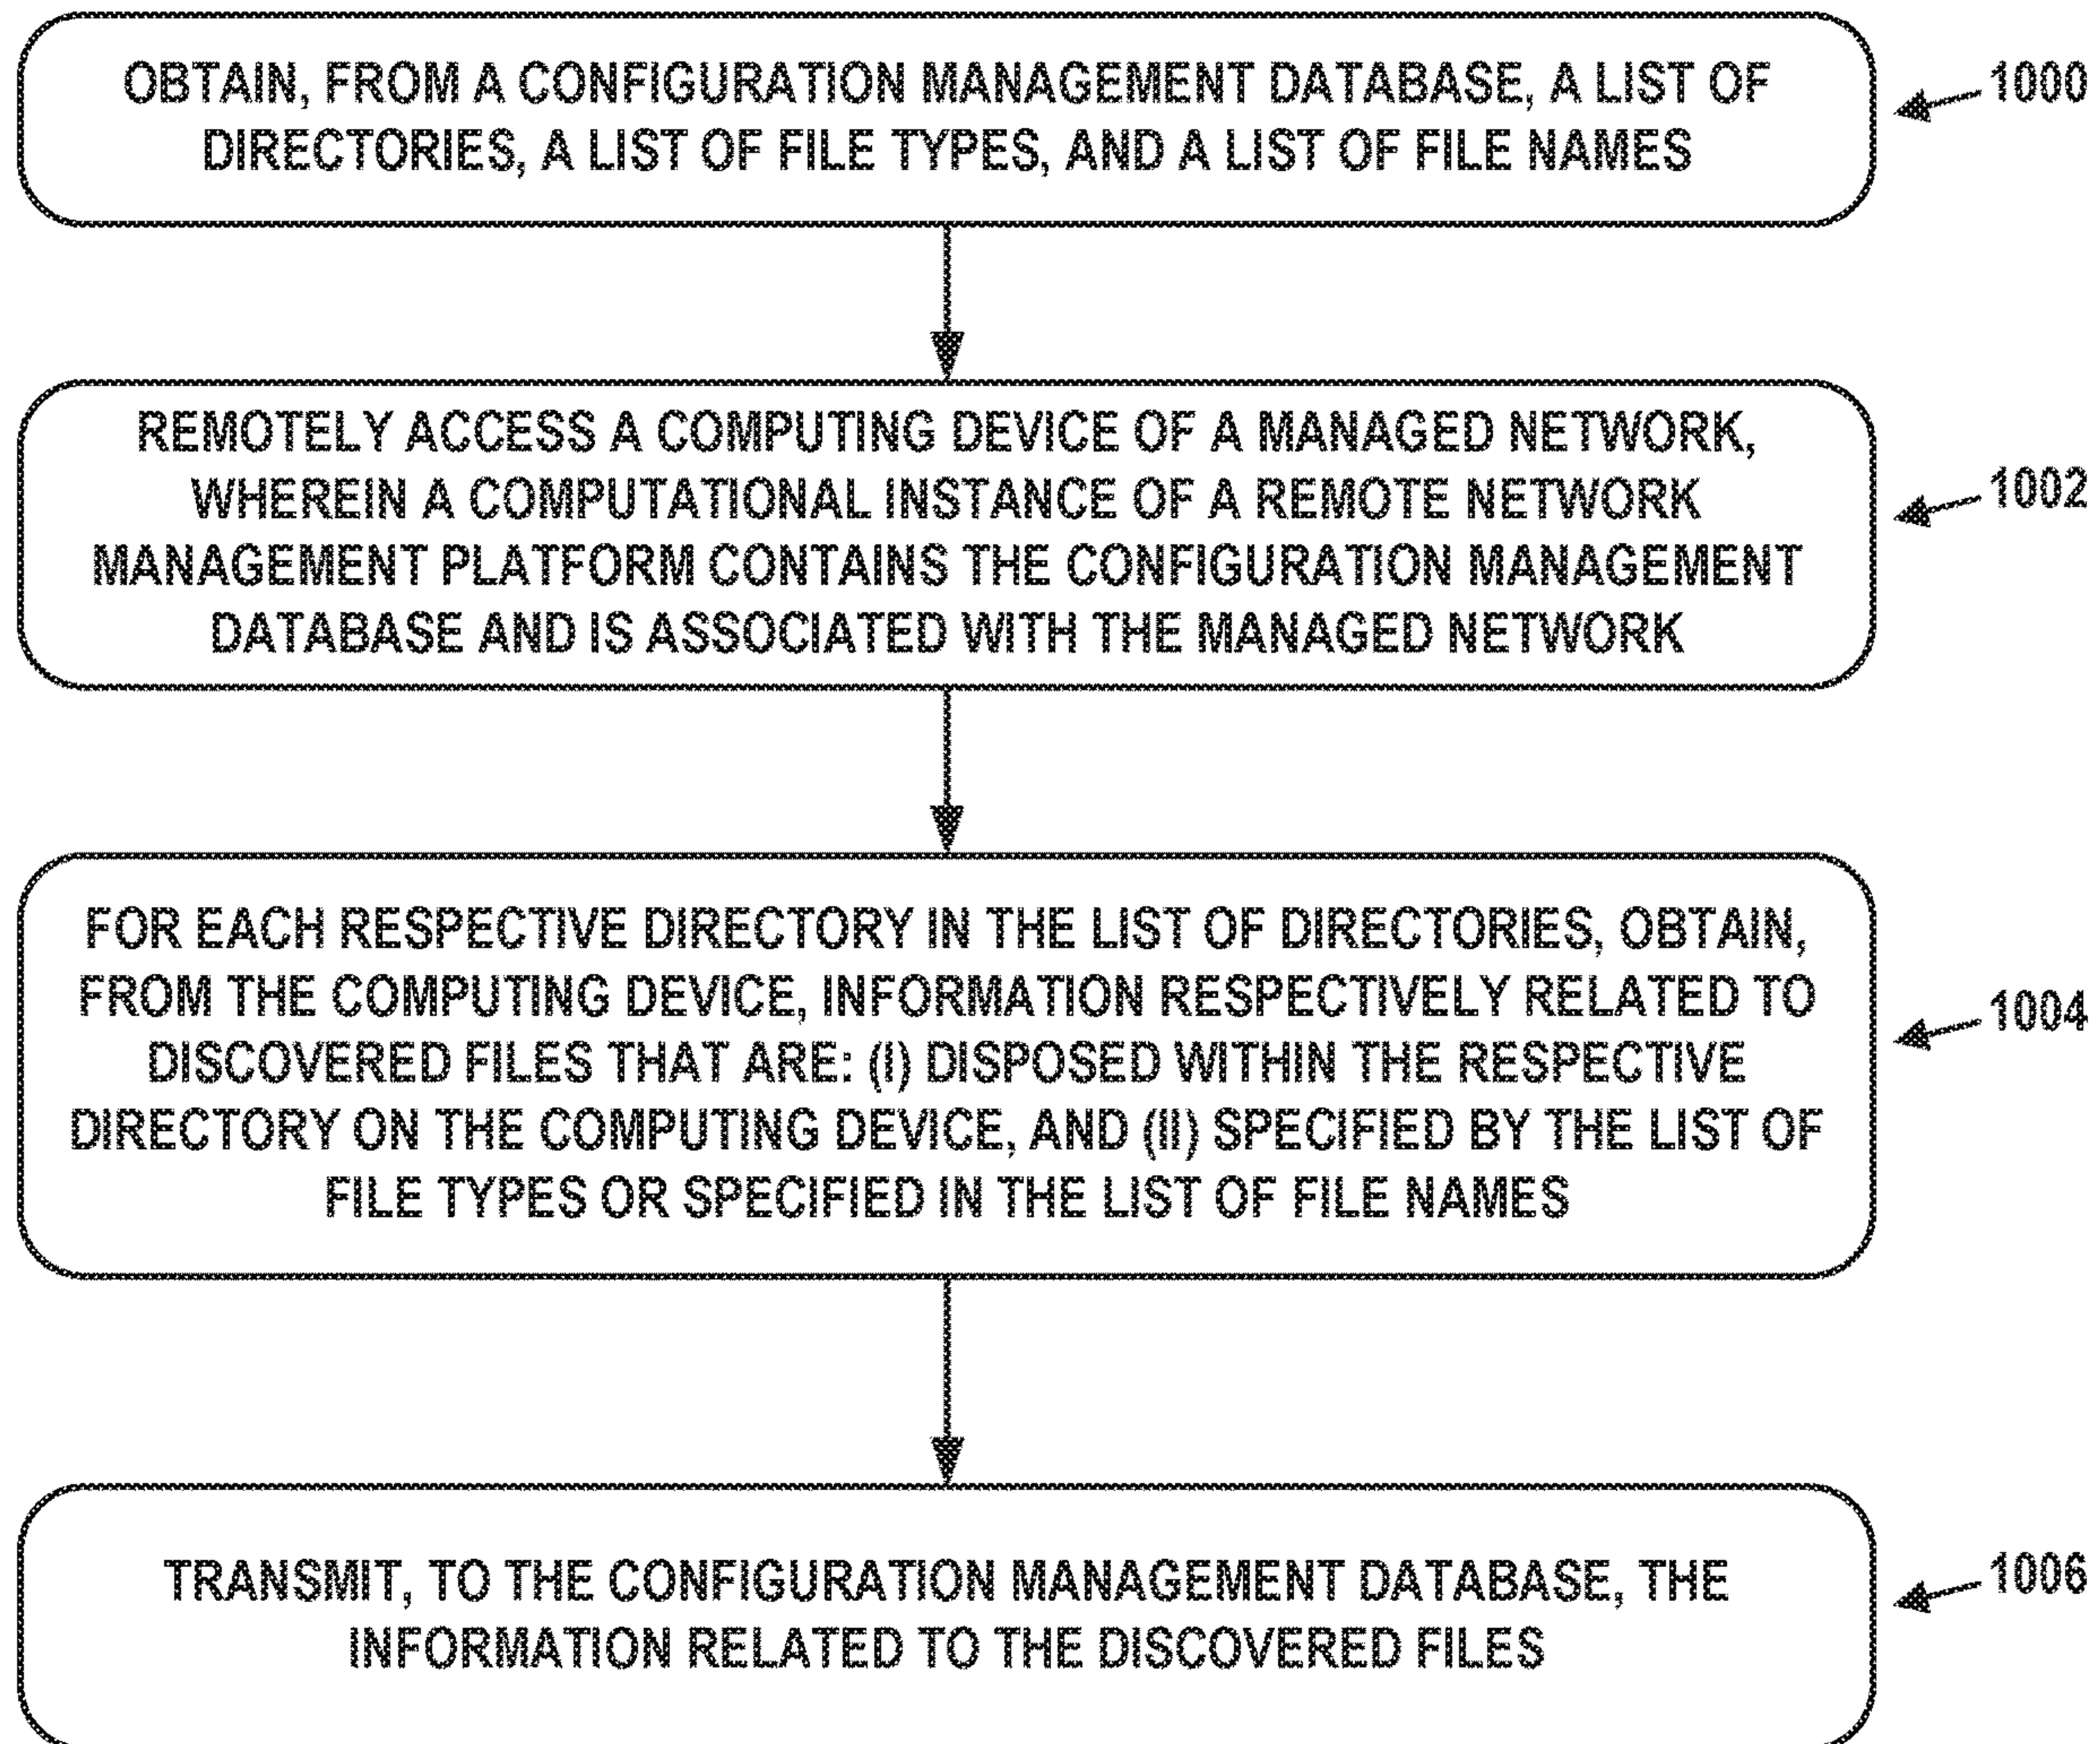 OBTAIN, FROM A CONFIGURATION MANAGEMENT DATABASE, A LIST OF
DIRECTORIES, A LIST OF FILE TYPES, AND A LIST OF FILE NAMES
1000
REMOTELY ACCESS A COMPUTING DEVICE OF A MANAGED NETWORK,
WHEREIN A COMPUTATIONAL INSTANCE OF A REMOTE NETWORK
MANAGEMENT PLATFORM CONTAINS THE CONFIGURATION MANAGEMENT
DATABASE AND IS ASSOCIATED WITH THE MANAGED NETWORK
1002
FOR EACH RESPECTIVE DIRECTORY IN THE LIST OF DIRECTORIES, OBTAIN,
FROM THE COMPUTING DEVICE, INFORMATION RESPECTIVELY RELATED TO
DISCOVERED FILES THAT ARE: (I) DISPOSED WITHIN THE RESPECTIVE
DIRECTORY ON THE COMPUTING DEVICE, AND (II) SPECIFIED BY THE LIST OF
FILE TYPES OR SPECIFIED IN THE LIST OF FILE NAMES
1004
TRANSMIT, TO THE CONFIGURATION MANAGEMENT DATABASE, THE
INFORMATION RELATED TO THE DISCOVERED FILES
1006